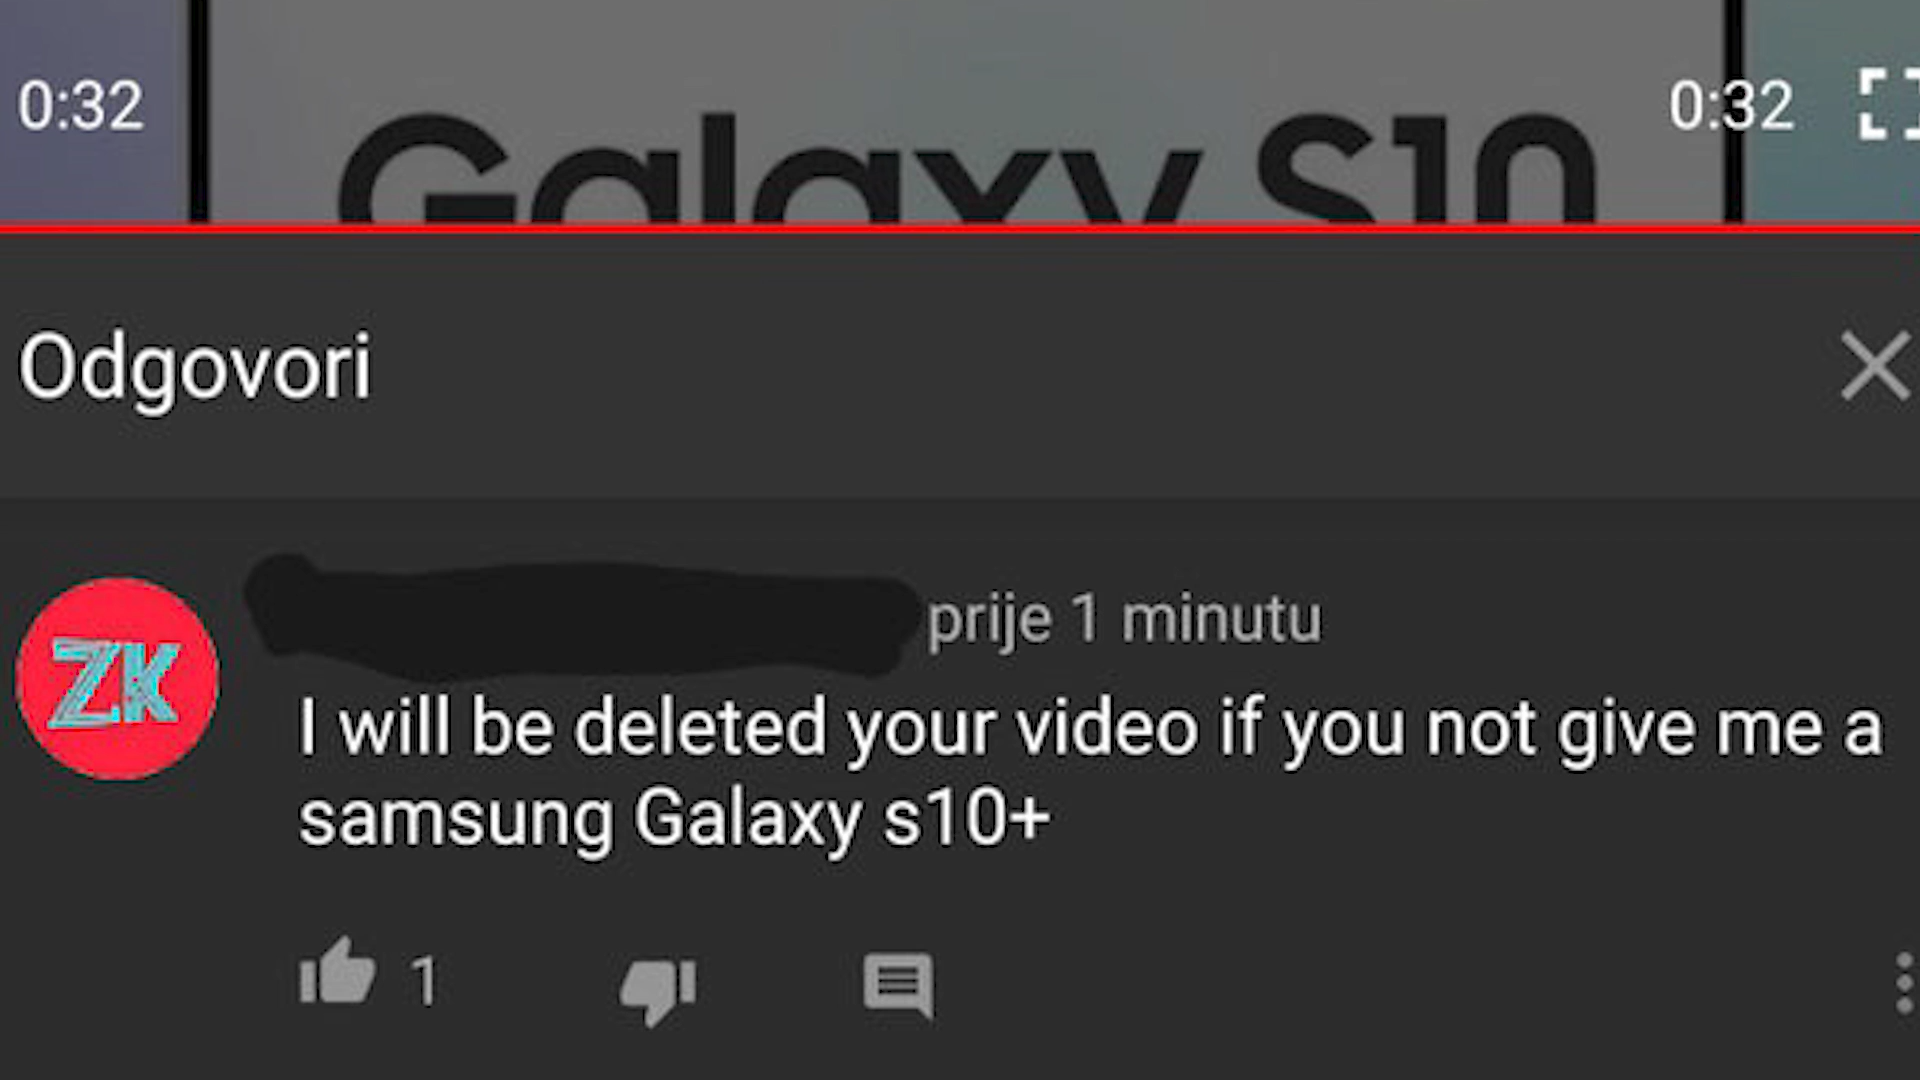 0:32
0:32
Galaxy S10
Odgovori
ZK
prije 1 minutu
I will be deleted your video if you not give me a
samsung Galaxy s10+
1